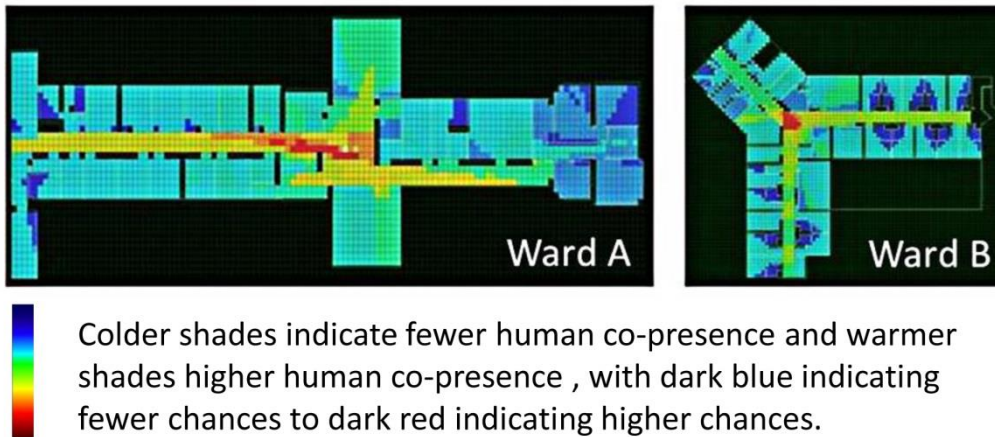 Ward A
Ward B
Colder shades indicate fewer human co-presence and warmer
shades higher human co-presence , with dark blue indicating
fewer chances to dark red indicating higher chances.